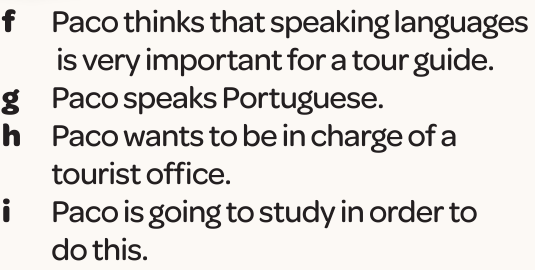 f Paco thinks that speaking languages
is very important for a tour guide.
g Paco speaks Portuguese.
h Paco wants to be in charge of a
tourist office.
i Paco is going to study in order to
do this.